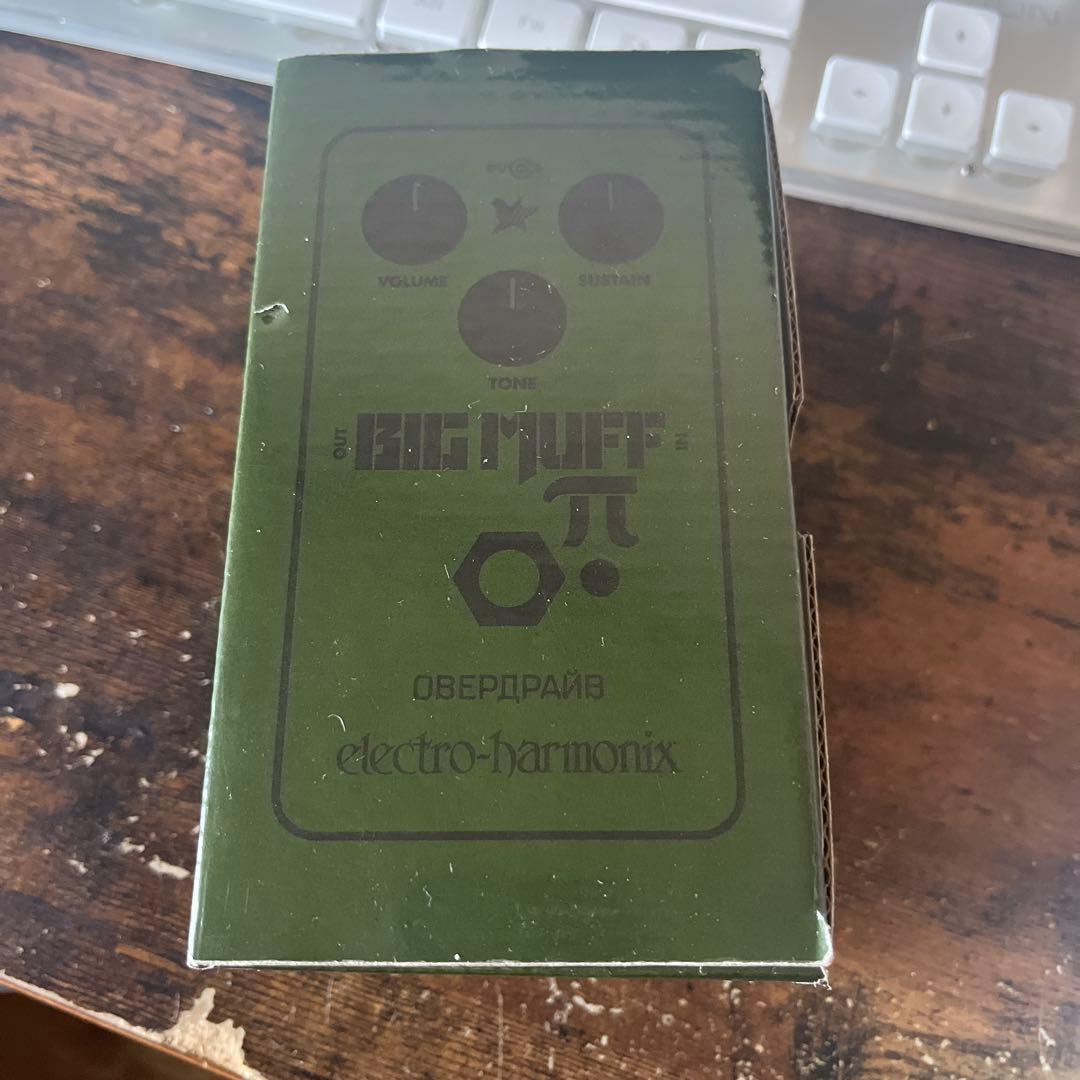 VOLUME
SUSTAIN
TONE
OUT
BIG MUFF
IN
π
ОВЕРДРАЙВ
electro-harmonix